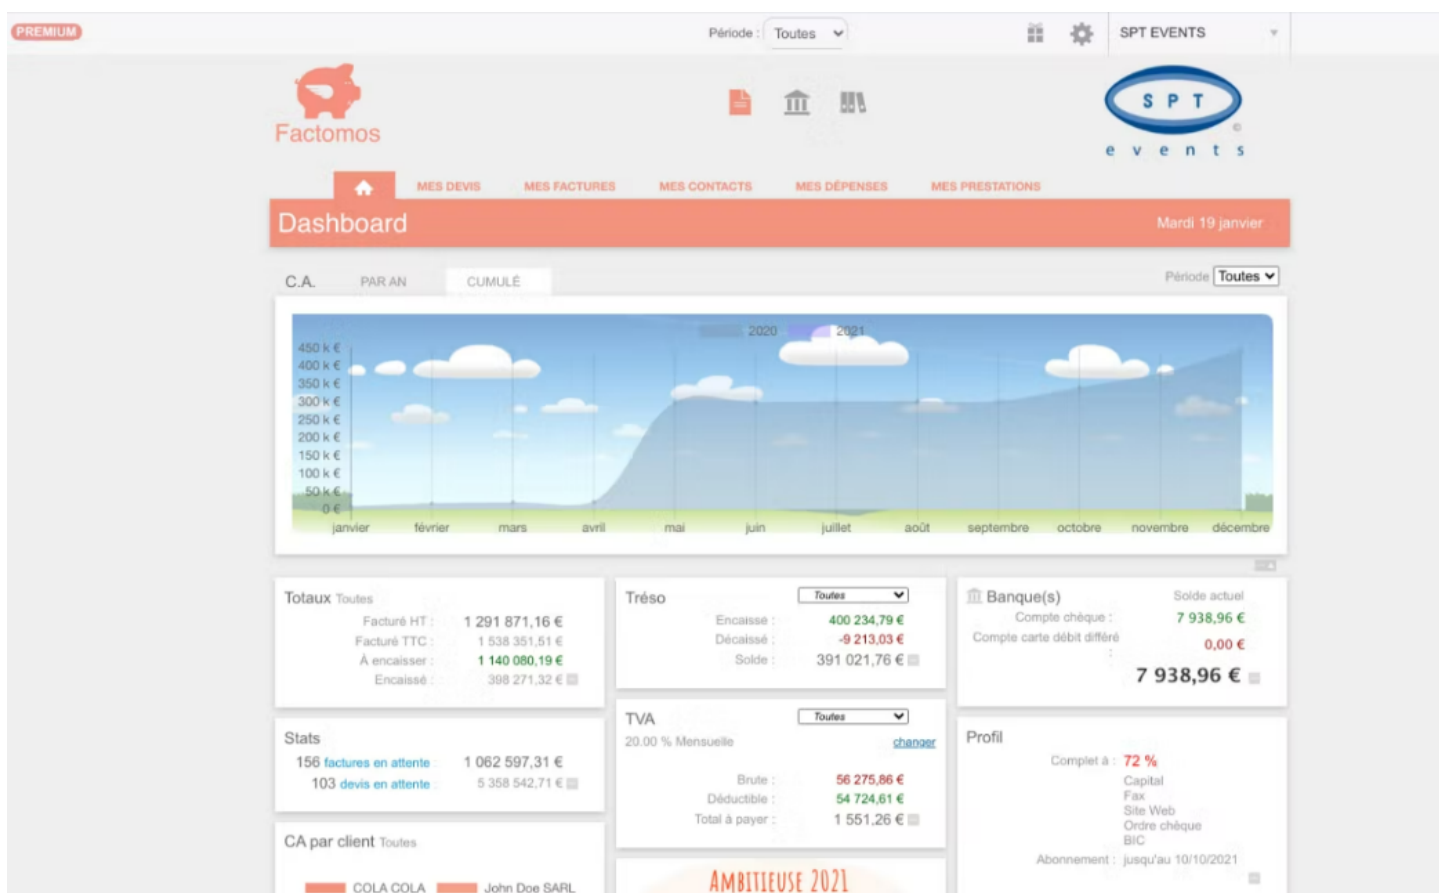 PREMIUM
Période : Toutes
SPT EVENTS
Factomos
S P T
©
e v e n t s
MES DEVIS
MES FACTURES
MES CONTACTS
MES DÉPENSES
MES PRESTATIONS
Dashboard
Mardi 19 janvier
C.A.
PAR AN
CUMULÉ
Période Toutes
2020
2021
450 k €
400 k €
350 k €
300 k €
250 k €
200 k €
150 k €
100 k €
50 k €
0 €
janvier février mars avril mai juin juillet août septembre octobre novembre décembre
Totaux Toutes
Facturé HT : 1 291 871,16 €
Facturé TTC : 1 538 351,51 €
À encaisser : 1 140 080,19 €
Encaissé : 398 271,32 €
Stats
156 factures en attente : 1 062 597,31 €
103 devis en attente : 5 358 542,71 €
CA par client Toutes
COLA COLA
John Doe SARL
Tréso
Toutes
Encaissé : 400 234,79 €
Décaissé : -9 213,03 €
Solde : 391 021,76 €
TVA
Toutes
20.00 % Mensuelle
changer
Brute : 56 275,86 €
Déductible : 54 724,61 €
Total à payer : 1 551,26 €
AMBITIEUSE 2021
Banque(s)
Solde actuel
Compte chèque : 7 938,96 €
Compte carte débit différé : 0,00 €
7 938,96 €
Profil
Complet à : 72 %
Capital
Fax
Site Web
Ordre chèque
BIC
Abonnement : jusqu'au 10/10/2021